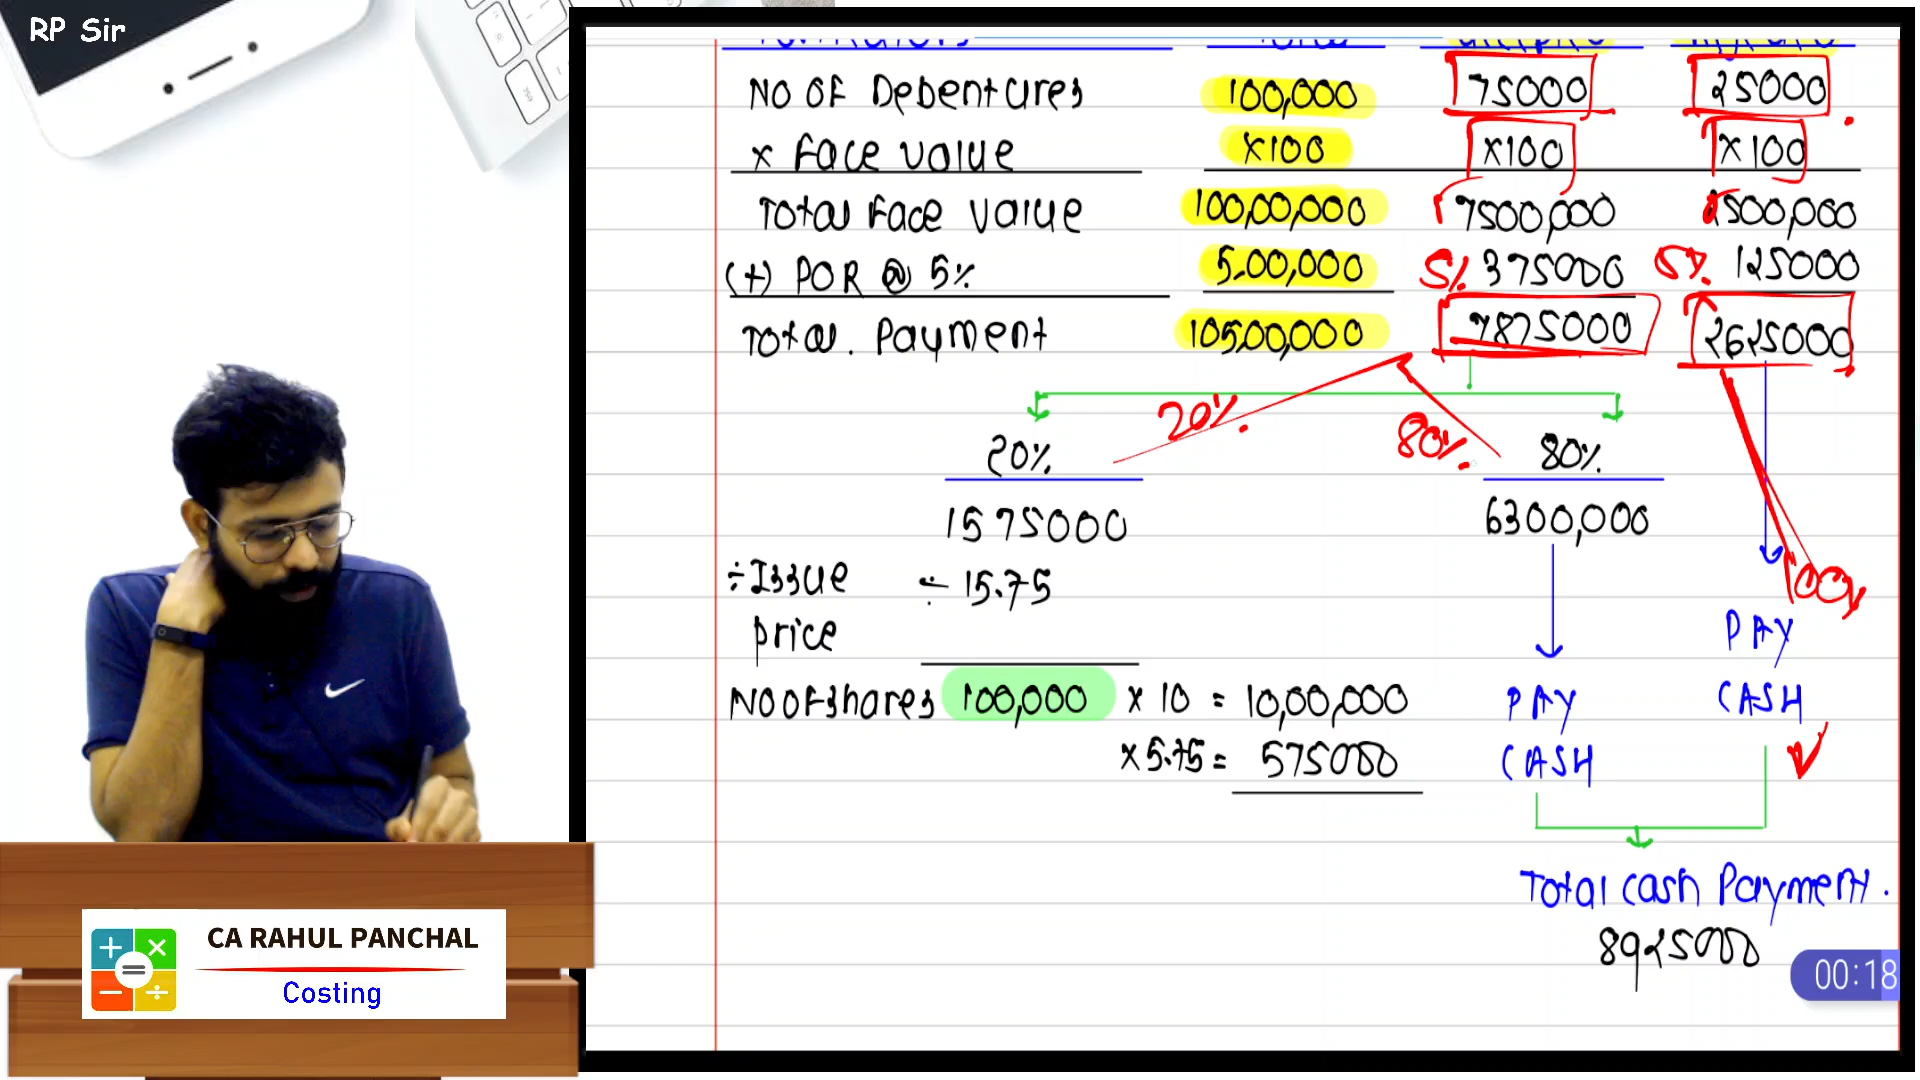 RP Sir
NO OF Debentures 100,000 75000 25000
x Face value x100 x100 x100
Total Face value 100,00,000 7500,000 2500,000
(+) POR @ 5% 5,00,000 5% 375000 5% 125000
Total. Payment 10500,000 7875000 2625000
20% 80%
20% 80%
1575000 6300,000
÷Issue ÷ 15.75 100%
price PAY
NO OF shares 100,000 x 10 = 10,00,000 PAY CASH
x 5.75 = 575000 CASH
Total cash Payment.
8925000
00:18
CA RAHUL PANCHAL
Costing